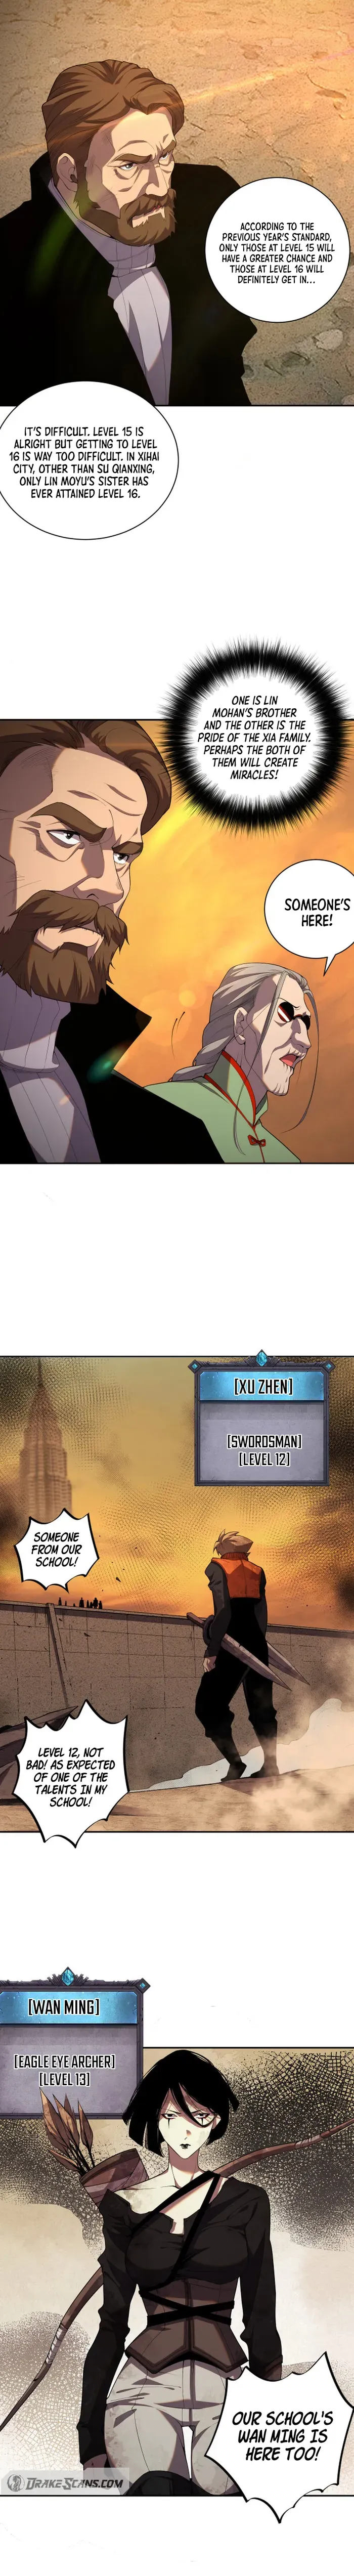 ACCORDING TO THE
PREVIOUS YEAR'S STANDARD,
ONLY THOSE AT LEVEL 15 WILL
HAVE A GREATER CHANCE AND
THOSE AT LEVEL 16 WILL
DEFINITELY GET IN...
IT'S DIFFICULT. LEVEL 15 IS
ALRIGHT BUT GETTING TO LEVEL
16 IS WAY TOO DIFFICULT. IN XIHAI
CITY, OTHER THAN SU QIANXING,
ONLY LIN MOYU'S SISTER HAS
EVER ATTAINED LEVEL 16.
ONE IS LIN
MOHAN'S BROTHER
AND THE OTHER IS THE
PRIDE OF THE XIA FAMILY.
PERHAPS THE BOTH OF
THEM WILL CREATE
MIRACLES!
SOMEONE'S
HERE!
[XU ZHEN]
[SWORDSMAN]
[LEVEL 12]
SOMEONE
FROM OUR
SCHOOL!
LEVEL 12, NOT
BAD! AS EXPECTED
OF ONE OF THE
TALENTS IN MY
SCHOOL!
[WAN MING]
[EAGLE EYE ARCHER]
[LEVEL 13]
OUR SCHOOL'S
WAN MING IS
HERE TOO!
DRAKESCANS.COM